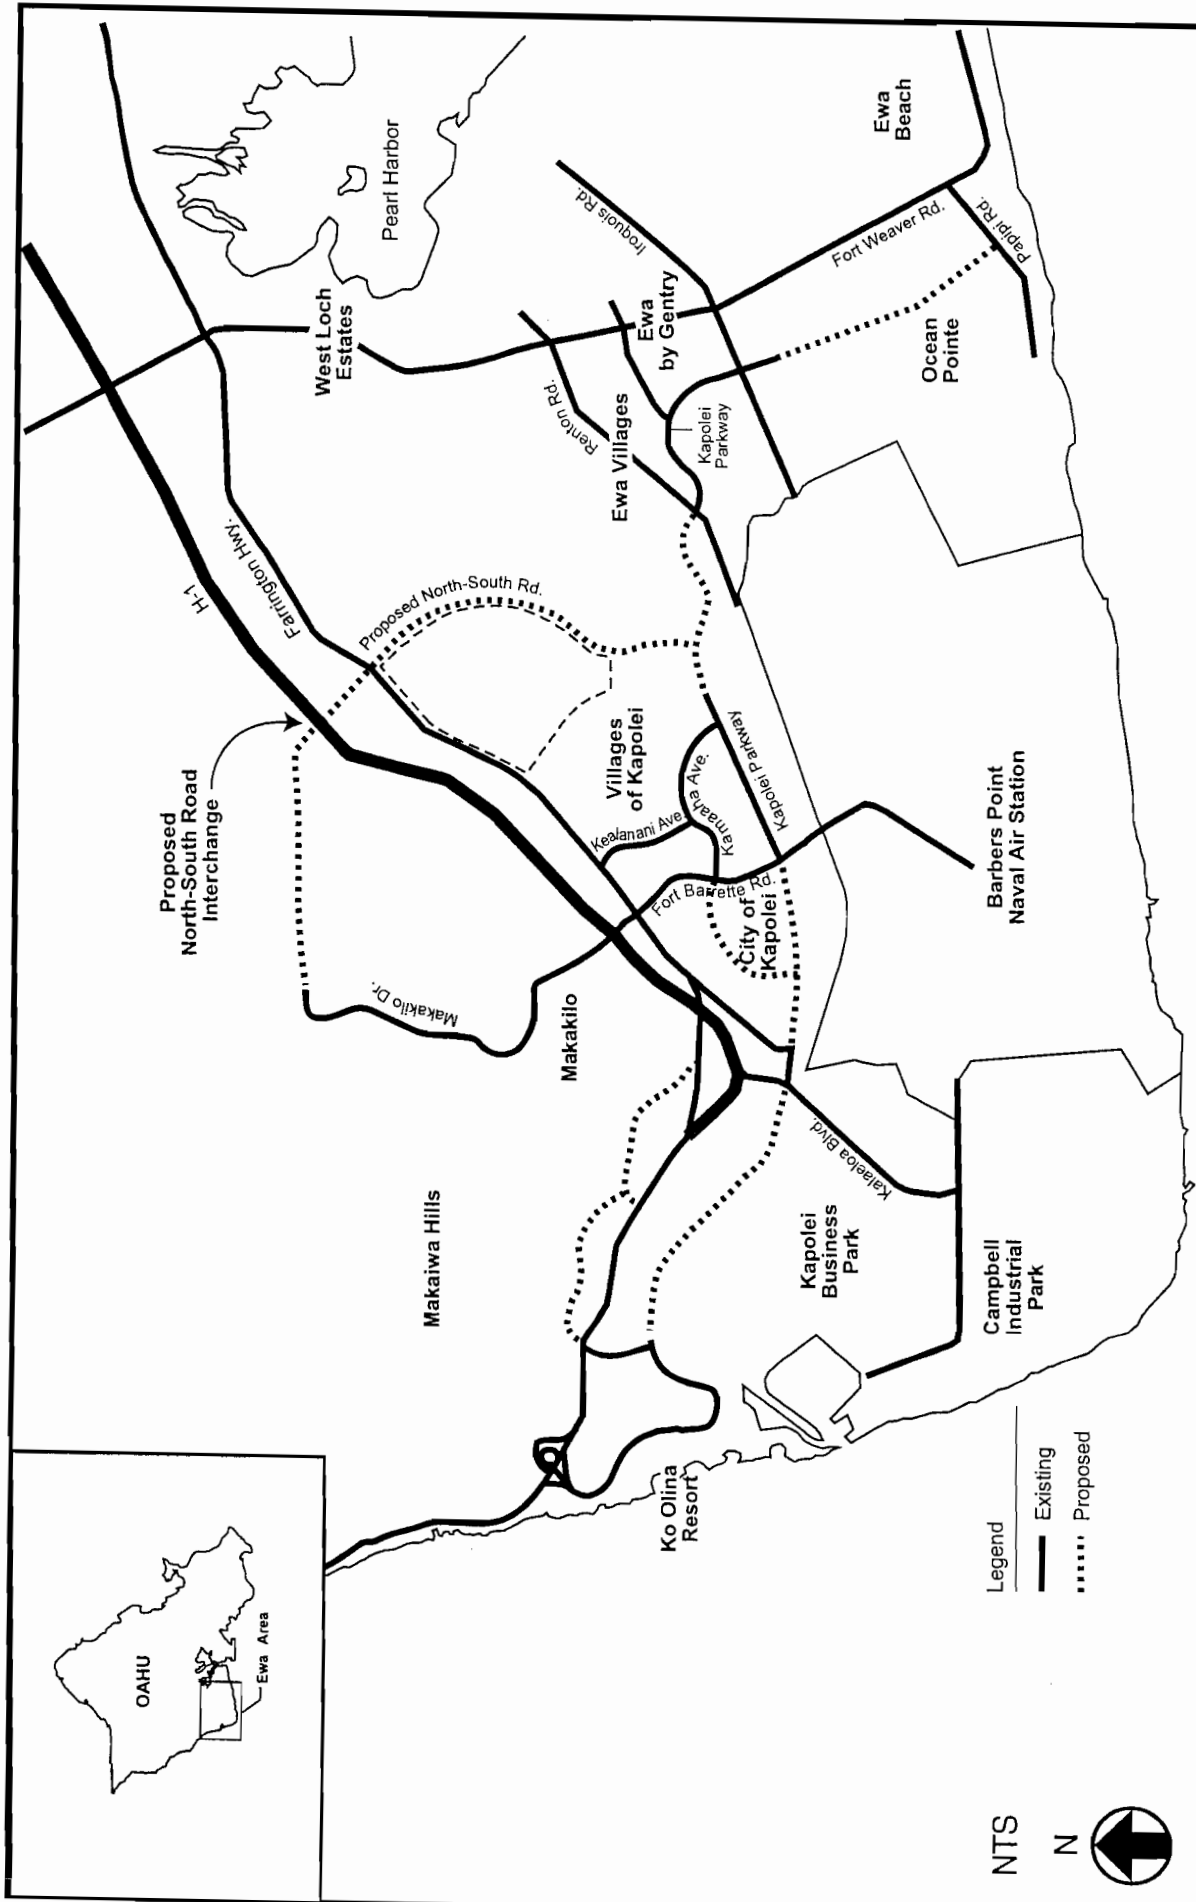 OAHU
Ewa Area
Pearl Harbor
H-1
Farrington Hwy.
West Loch
Estates
Iroquois Rd.
Ewa
Beach
Fort Weaver Rd.
Papipi Rd.
Ewa
by Gentry
Renton Rd.
Ewa Villages
Kapolei
Parkway
Ocean
Pointe
Proposed North-South Rd.
Proposed
North-South Road
Interchange
Villages
of Kapolei
Kealanani Ave.
Kamaaha Ave.
Kapolei Parkway
Fort Barrette Rd.
City of
Kapolei
Barbers Point
Naval Air Station
Makakilo Dr.
Makakilo
Makaiwa Hills
Kalaeloa Blvd.
Kapolei
Business
Park
Campbell
Industrial
Park
Ko Olina
Resort
Legend
Existing
Proposed
NTS
N